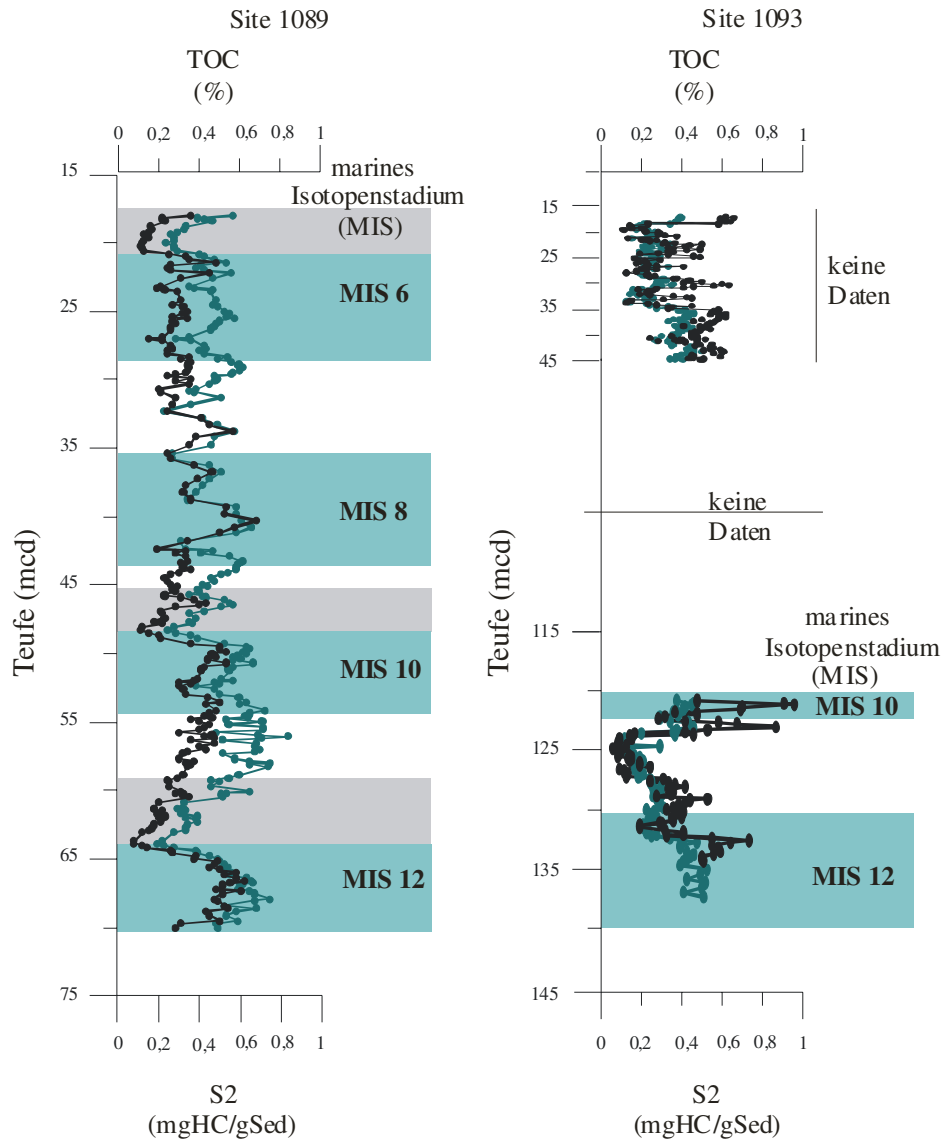 Site 1089
TOC
(%)
0 0,2 0,4 0,6 0,8 1
marines
Isotopenstadium
(MIS)
MIS 6
MIS 8
MIS 10
MIS 12
15
25
35
45
55
65
75
Teufe (mcd)
0 0,2 0,4 0,6 0,8 1
S2
(mgHC/gSed)
Site 1093
TOC
(%)
0 0,2 0,4 0,6 0,8 1
15
25
35
45
keine
Daten
keine
Daten
115
marines
Isotopenstadium
(MIS)
MIS 10
125
135
MIS 12
145
Teufe (mcd)
0 0,2 0,4 0,6 0,8 1
S2
(mgHC/gSed)